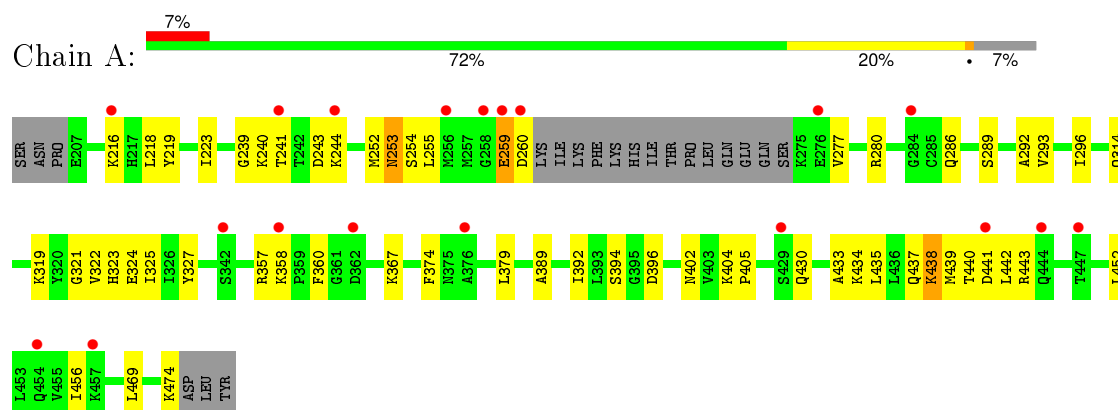 7%
Chain A:
72% 20% • 7%
SER ASN PRO E207 K216 H217 L218 Y219 I223 G239 K240 T241 T242 D243 K244 M252 N253 S254 L255 M256 M257 G258 E259 D260 LYS ILE LYS PHE LYS HIS ILE THR PRO LEU GLN GLU GLN SER K275 E276 V277 R280 G284 C285 Q286 S289 A292 V293 I296
K319 Y320 G321 V322 H323 E324 I325 I326 Y327 S342 R357 K358 P359 F360 G361 D362 K367 F374 N375 A376 L379 A389 I392 L393 S394 G395 D396 N402 V403 K404 P405 S429 Q430 A433 K434 L435 L436 Q437 K438 M439 T440 D441 L442 R443 Q444 T447
L453 Q454 V455 I456 K457 L469 K474 ASP LEU TYR